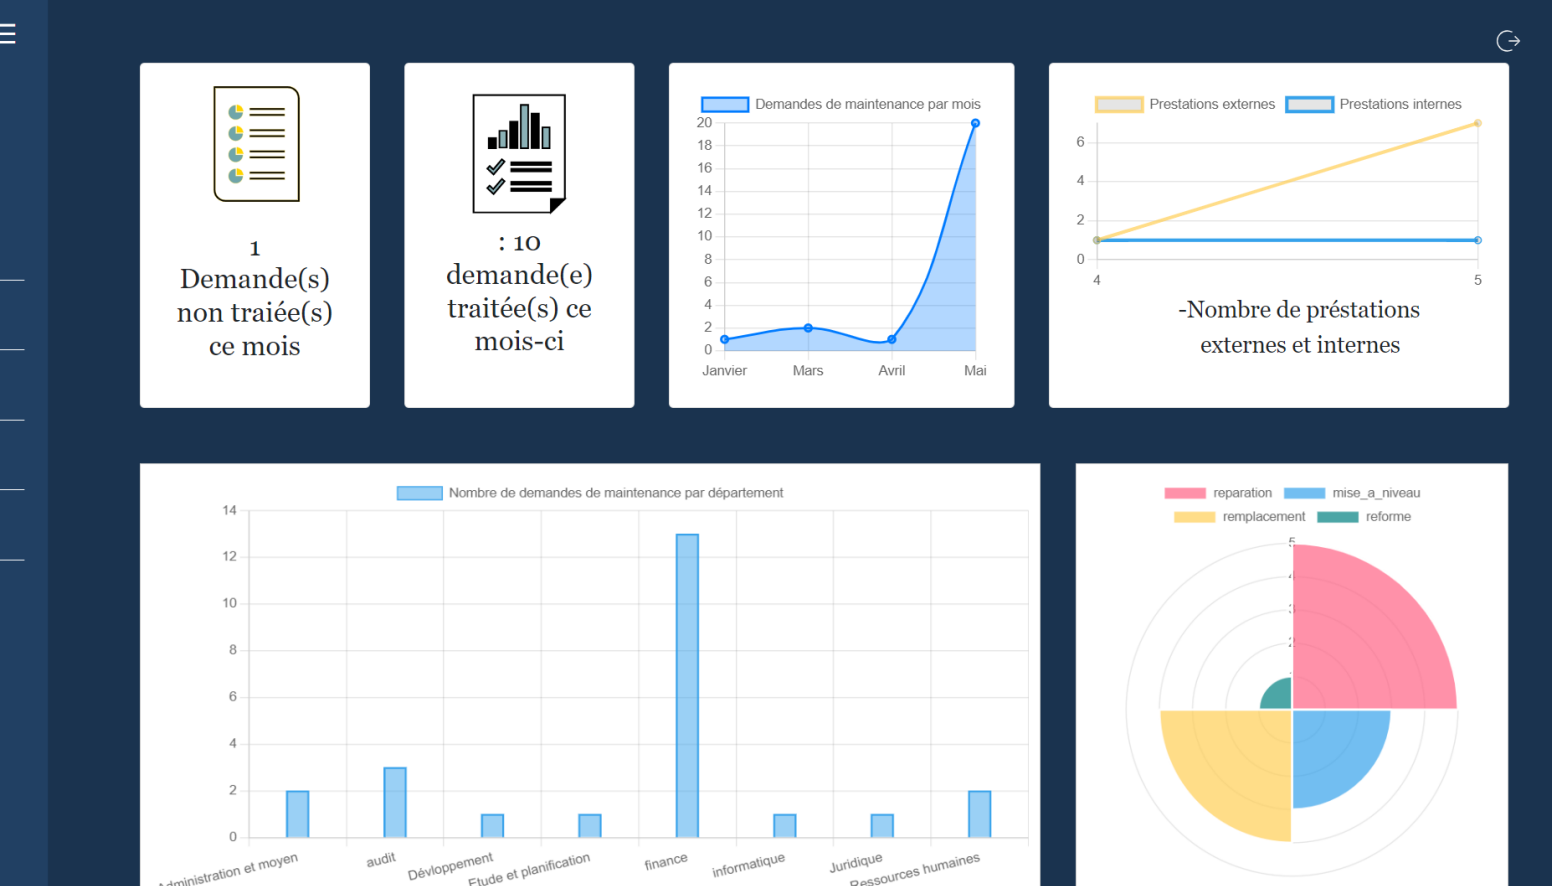 1
Demande(s)
non traiée(s)
ce mois
: 10
demande(e)
traitée(s) ce
mois-ci
Demandes de maintenance par mois
20
18
16
14
12
10
8
6
4
2
0
Janvier Mars Avril Mai
Prestations externes Prestations internes
6
4
2
0
4 5
-Nombre de préstations
externes et internes
Nombre de demandes de maintenance par département
14
12
10
8
6
4
2
0
Administration et moyen audit Dévloppement Etude et planification finance informatique Juridique Ressources humaines
reparation mise_a_niveau
remplacement reforme
5
4
3
2